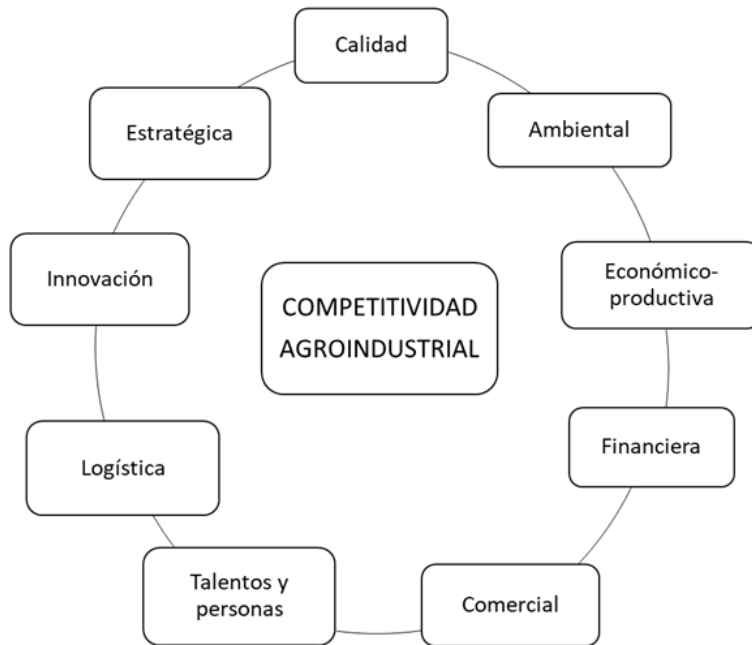 Calidad
Estratégica
Ambiental
Innovación
Económico-
productiva
COMPETITIVIDAD
AGROINDUSTRIAL
Logística
Financiera
Talentos y
personas
Comercial